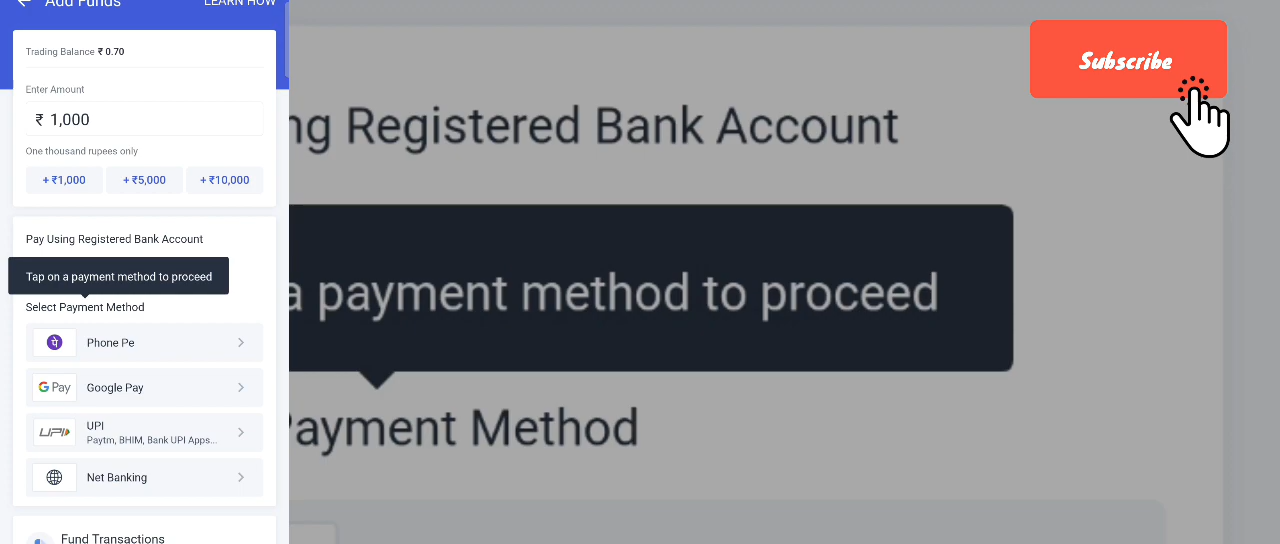 Add Funds
LEARN HOW
Trading Balance ₹ 0.70
Enter Amount
₹ 1,000
One thousand rupees only
+ ₹1,000
+ ₹5,000
+ ₹10,000
Pay Using Registered Bank Account
Tap on a payment method to proceed
Select Payment Method
पे
Phone Pe
G Pay
Google Pay
UPI
UPI
Paytm, BHIM, Bank UPI Apps...
Net Banking
Fund Transactions
Subscribe
ng Registered Bank Account
a payment method to proceed
Payment Method